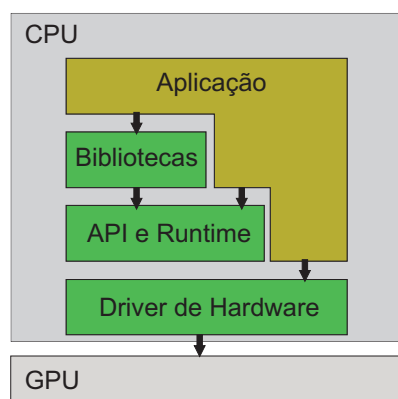 CPU
Aplicação
Bibliotecas
API e Runtime
Driver de Hardware
GPU